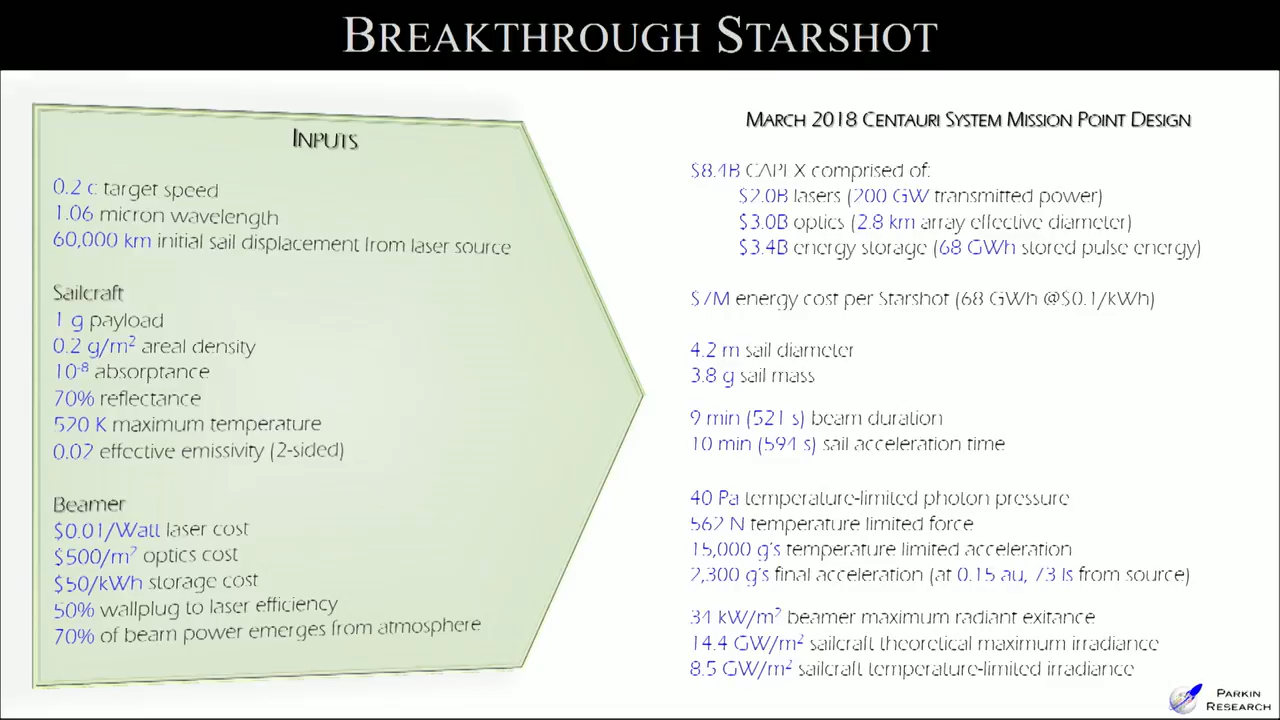 BREAKTHROUGH STARSHOT
INPUTS
0.2 c target speed
1.06 micron wavelength
60,000 km initial sail displacement from laser source
Sailcraft
1 g payload
0.2 g/m² areal density
10⁻⁸ absorptance
70% reflectance
520 K maximum temperature
0.02 effective emissivity (2-sided)
Beamer
$0.01/Watt laser cost
$500/m² optics cost
$50/kWh storage cost
50% wallplug to laser efficiency
70% of beam power emerges from atmosphere
MARCH 2018 CENTAURI SYSTEM MISSION POINT DESIGN
$8.4B CAPEX comprised of:
$2.0B lasers (200 GW transmitted power)
$3.0B optics (2.8 km array effective diameter)
$3.4B energy storage (68 GWh stored pulse energy)
$7M energy cost per Starshot (68 GWh @$0.1/kWh)
4.2 m sail diameter
3.8 g sail mass
9 min (521 s) beam duration
10 min (594 s) sail acceleration time
40 Pa temperature-limited photon pressure
562 N temperature limited force
15,000 g's temperature limited acceleration
2,300 g's final acceleration (at 0.15 au, 73 ls from source)
34 kW/m² beamer maximum radiant exitance
14.4 GW/m² sailcraft theoretical maximum irradiance
8.5 GW/m² sailcraft temperature-limited irradiance
PARKIN
RESEARCH